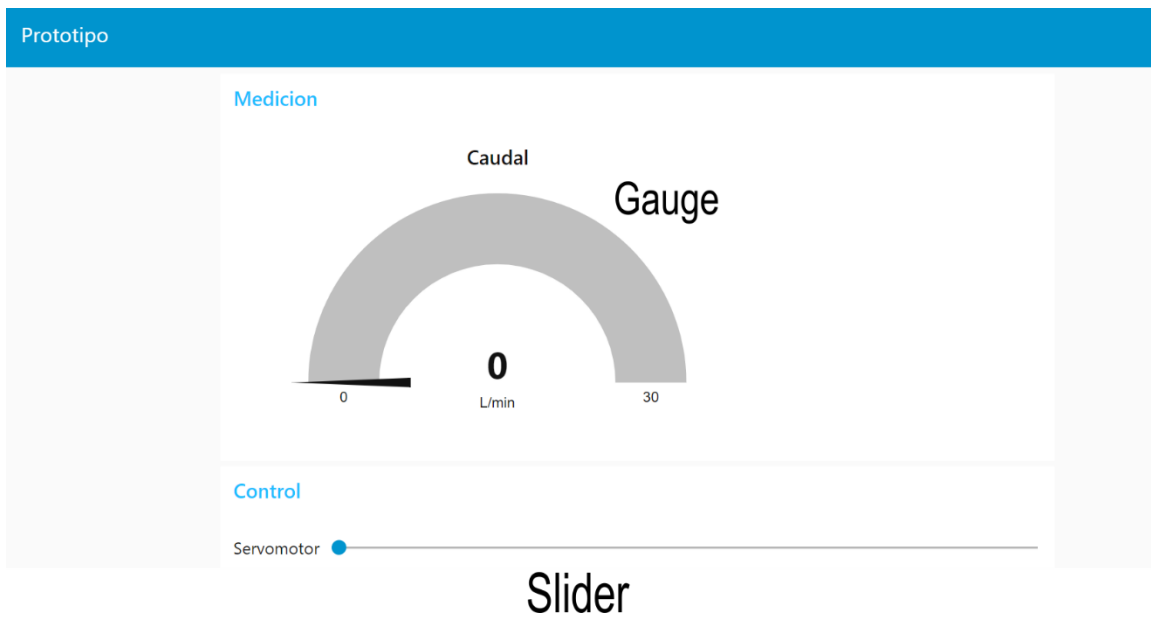 Prototipo
Medicion
Caudal
Gauge
0
L/min
0
30
Control
Servomotor
Slider